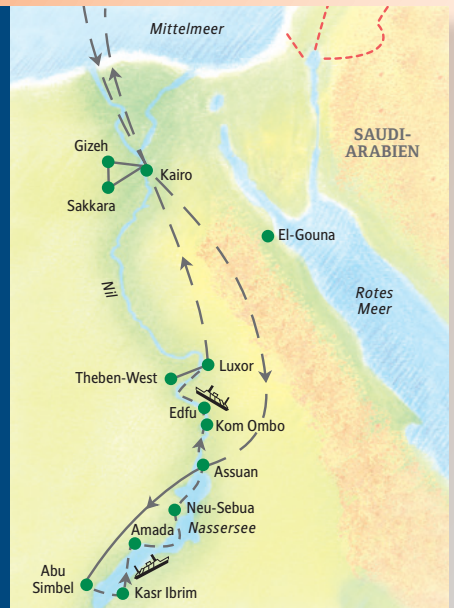 Mittelmeer
SAUDI-
ARABIEN
Gizeh
Kairo
Sakkara
El-Gouna
Nil
Rotes
Meer
Luxor
Theben-West
Edfu
Kom Ombo
Assuan
Neu-Sebua
Nassersee
Amada
Abu
Simbel
Kasr Ibrim